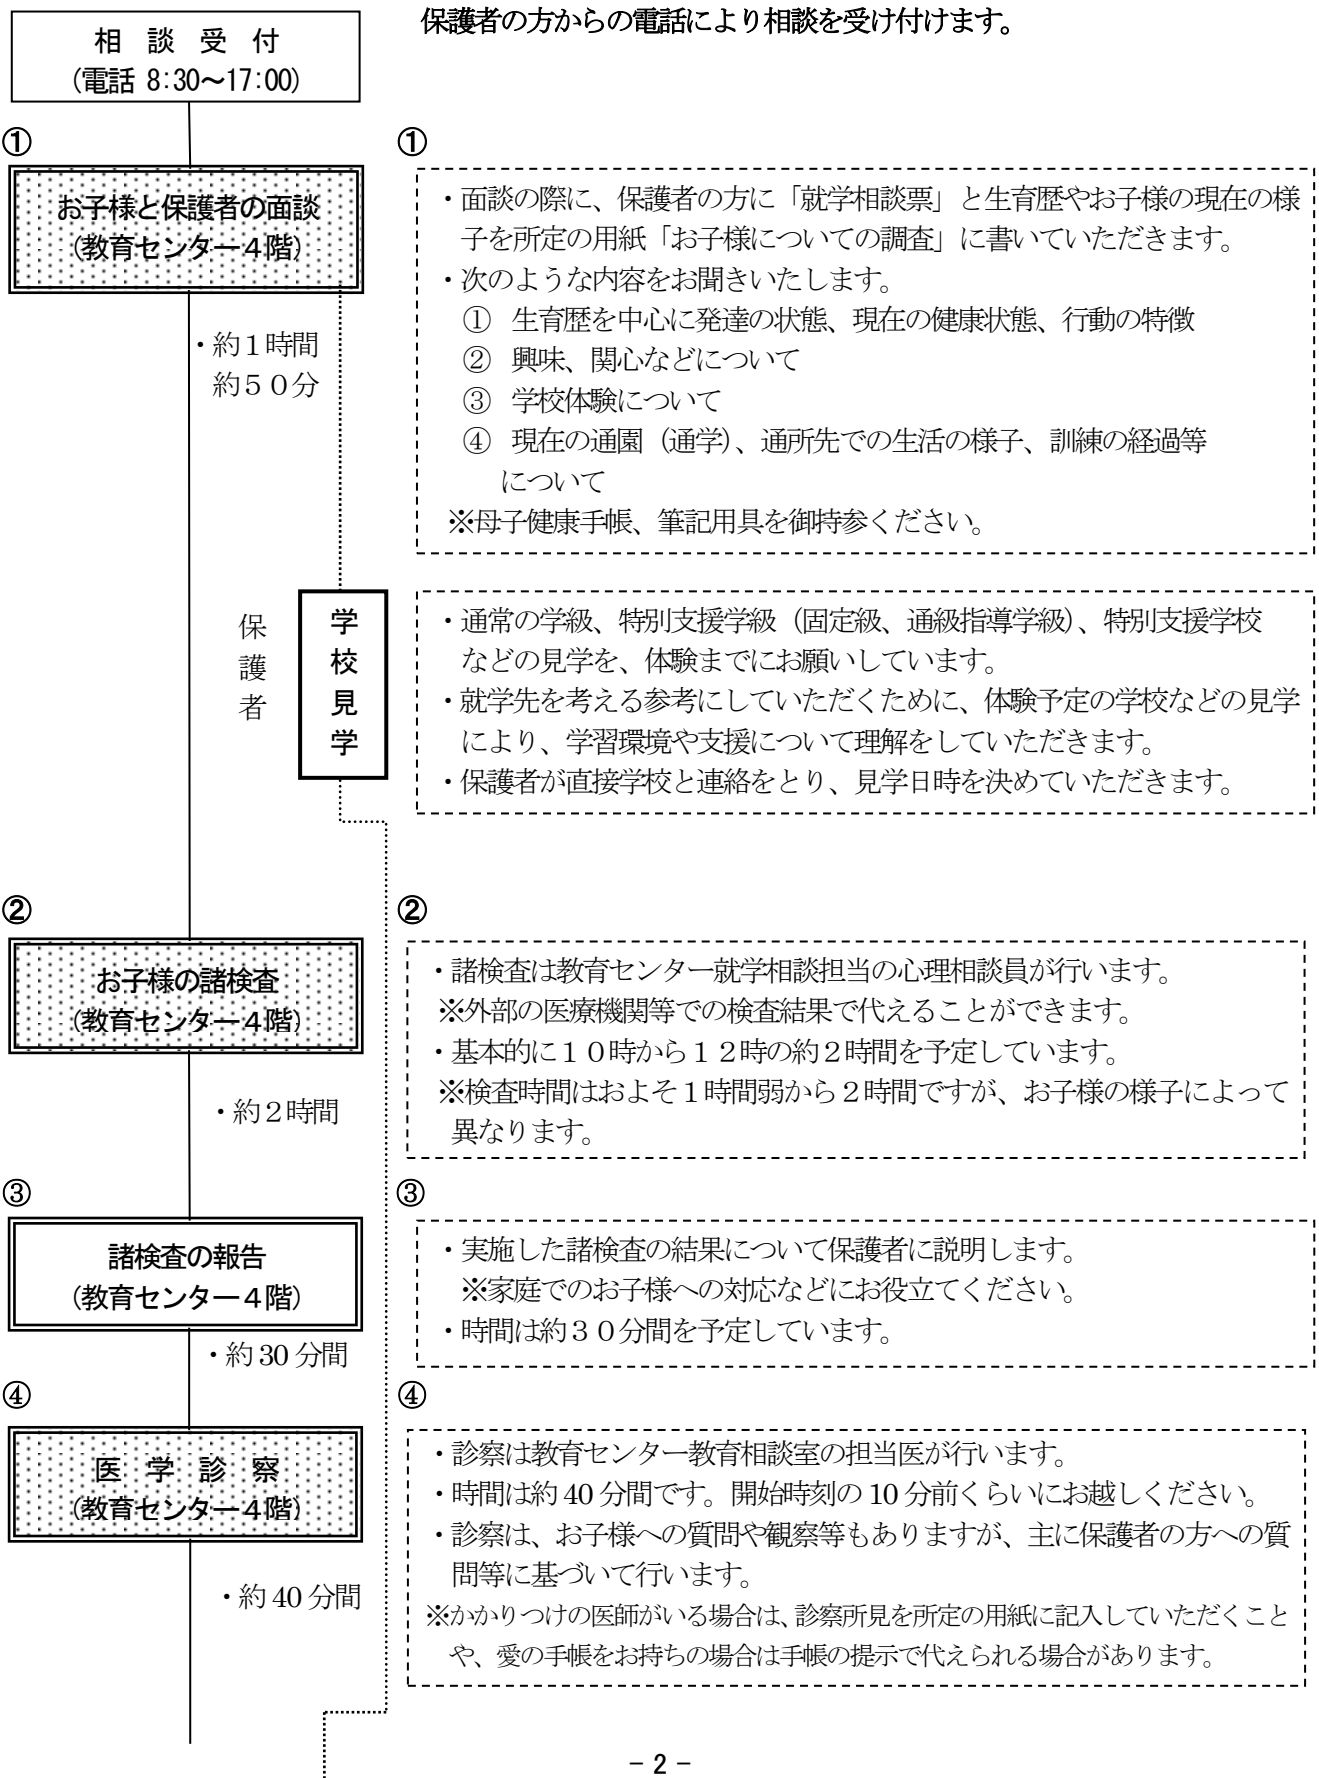 保護者の方からの電話により相談を受け付けます。
相　談　受　付
（電話 8:30～17:00）
①
お子様と保護者の面談
（教育センター４階）
・約１時間
約５０分
①
・面談の際に、保護者の方に「就学相談票」と生育歴やお子様の現在の様
子を所定の用紙「お子様についての調査」に書いていただきます。
・次のような内容をお聞きいたします。
① 生育歴を中心に発達の状態、現在の健康状態、行動の特徴
② 興味、関心などについて
③ 学校体験について
④ 現在の通園（通学）、通所先での生活の様子、訓練の経過等
について
※母子健康手帳、筆記用具を御持参ください。
保護者
学校見学
・通常の学級、特別支援学級（固定級、通級指導学級）、特別支援学校
などの見学を、体験までにお願いしています。
・就学先を考える参考にしていただくために、体験予定の学校などの見学
により、学習環境や支援について理解をしていただきます。
・保護者が直接学校と連絡をとり、見学日時を決めていただきます。
②
お子様の諸検査
（教育センター４階）
・約２時間
②
・諸検査は教育センター就学相談担当の心理相談員が行います。
※外部の医療機関等での検査結果で代えることができます。
・基本的に１０時から１２時の約２時間を予定しています。
※検査時間はおよそ１時間弱から２時間ですが、お子様の様子によって
異なります。
③
諸検査の報告
（教育センター４階）
・約 30 分間
③
・実施した諸検査の結果について保護者に説明します。
※家庭でのお子様への対応などにお役立てください。
・時間は約３０分間を予定しています。
④
医　学　診　察
（教育センター４階）
・約 40 分間
④
・診察は教育センター教育相談室の担当医が行います。
・時間は約 40 分間です。開始時刻の 10 分前くらいにお越しください。
・診察は、お子様への質問や観察等もありますが、主に保護者の方への質
問等に基づいて行います。
※かかりつけの医師がいる場合は、診察所見を所定の用紙に記入していただくこと
や、愛の手帳をお持ちの場合は手帳の提示で代えられる場合があります。
－ 2 －